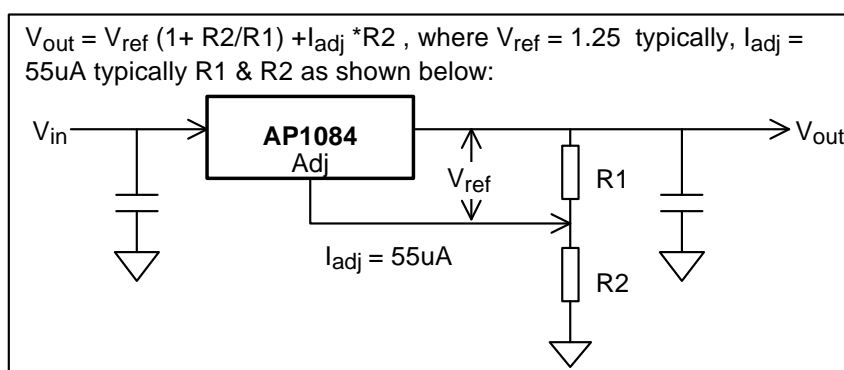 Vout = Vref (1+ R2/R1) +Iadj *R2 , where Vref = 1.25 typically, Iadj =
55uA typically R1 & R2 as shown below:
Vin
AP1084
Adj
Vout
Vref
R1
Iadj = 55uA
R2